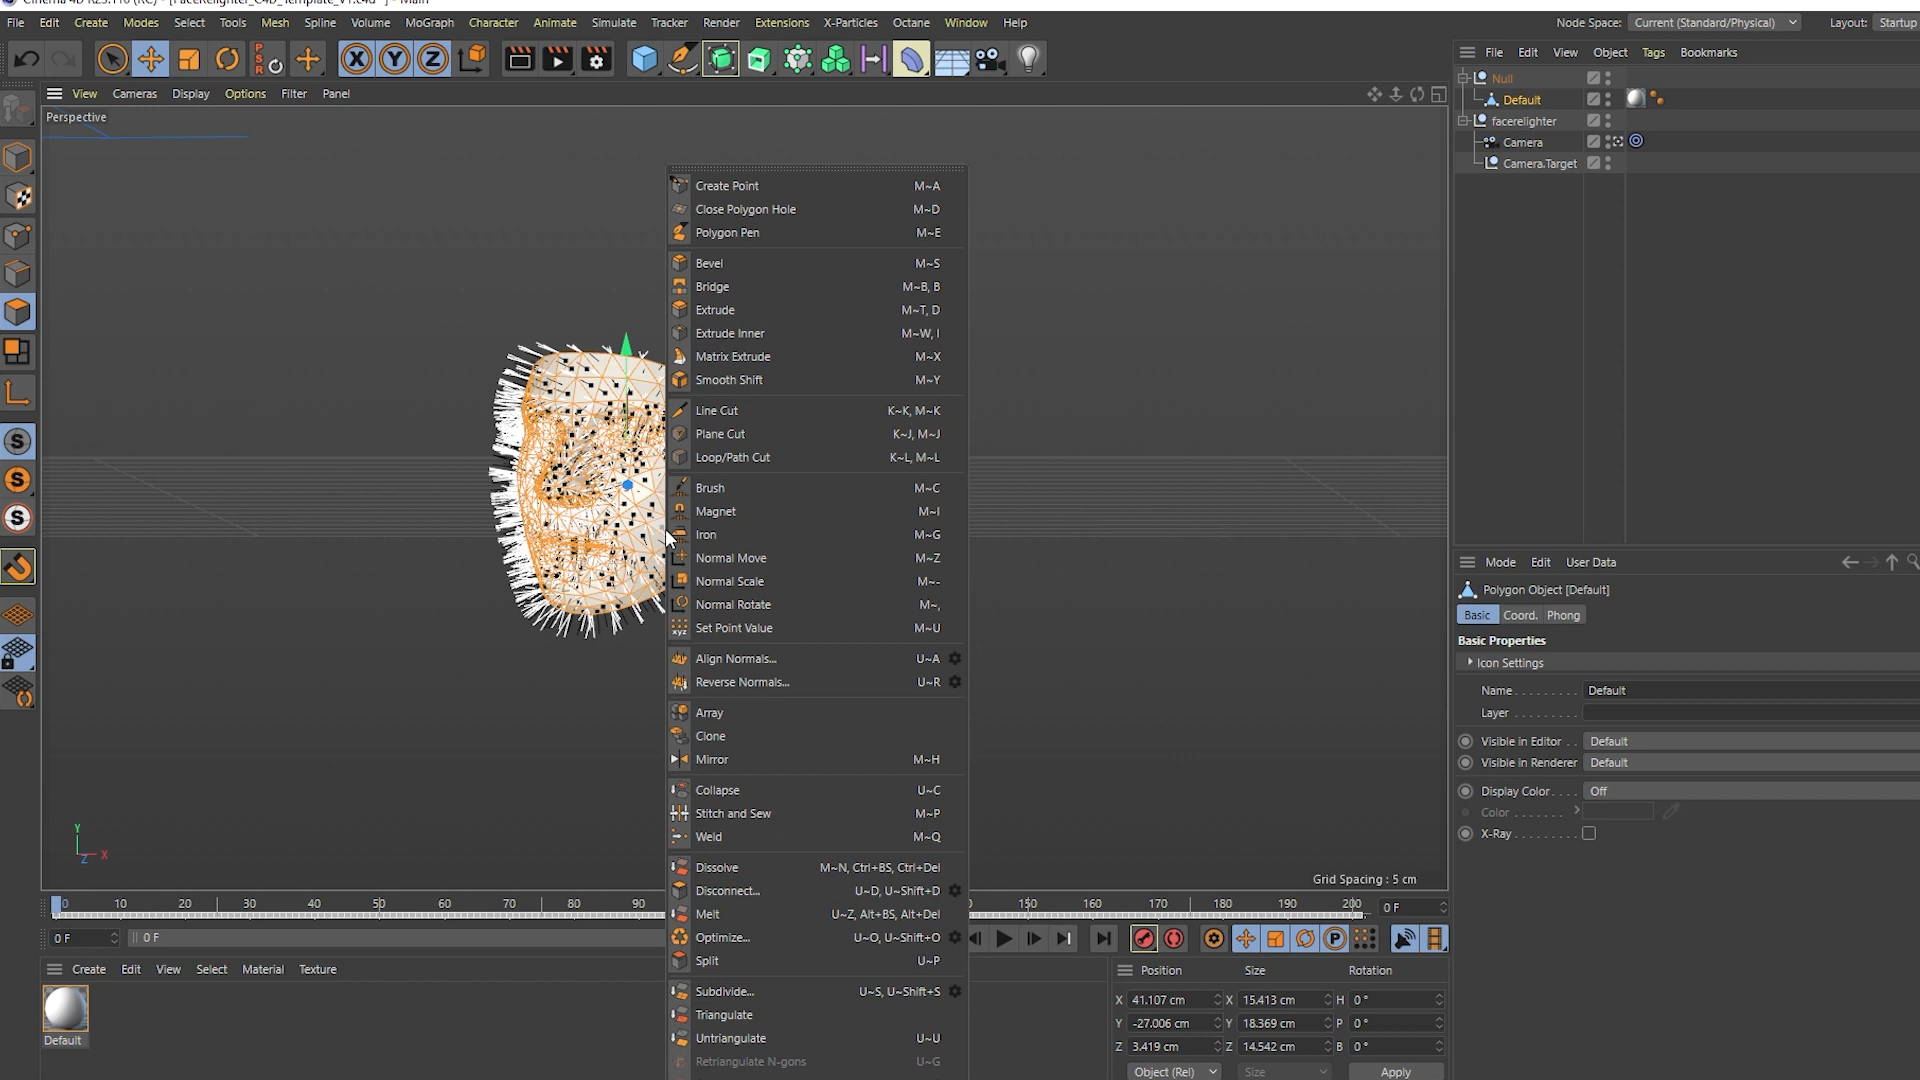 Cinema 4D R23.110 (RC) - [FaceRelighter_C4D_Template_V1.c4d *] - Main
File Edit Create Modes Select Tools Mesh Spline Volume MoGraph Character Animate Simulate Tracker Render Extensions X-Particles Octane Window Help
Node Space: Current (Standard/Physical) Layout: Startup
PSR X Y Z
View Cameras Display Options Filter Panel
Perspective
Create Point M~A
Close Polygon Hole M~D
Polygon Pen M~E
Bevel M~S
Bridge M~B, B
Extrude M~T, D
Extrude Inner M~W, I
Matrix Extrude M~X
Smooth Shift M~Y
Line Cut K~K, M~K
Plane Cut K~J, M~J
Loop/Path Cut K~L, M~L
Brush M~C
Magnet M~I
Iron M~G
Normal Move M~Z
Normal Scale M~-
Normal Rotate M~,
Set Point Value M~U
Align Normals... U~A
Reverse Normals... U~R
Array
Clone
Mirror M~H
Collapse U~C
Stitch and Sew M~P
Weld M~Q
Dissolve M~N, Ctrl+BS, Ctrl+Del
Disconnect... U~D, U~Shift+D
Melt U~Z, Alt+BS, Alt+Del
Optimize... U~O, U~Shift+O
Split U~P
Subdivide... U~S, U~Shift+S
Triangulate
Untriangulate U~U
Retriangulate N-gons U~G
Y
Z X
Grid Spacing : 5 cm
0 10 20 30 40 50 60 70 80 90 150 160 170 180 190 200 0 F
0 F 0 F
Create Edit View Select Material Texture
Default
Position Size Rotation
X 41.107 cm X 15.413 cm H 0 °
Y -27.006 cm Y 18.369 cm P 0 °
Z 3.419 cm Z 14.542 cm B 0 °
Object (Rel) Size Apply
File Edit View Object Tags Bookmarks
Null
Default
facerelighter
Camera
Camera.Target
Mode Edit User Data
Polygon Object [Default]
Basic Coord. Phong
Basic Properties
Icon Settings
Name . . . . . . . . . Default
Layer . . . . . . . . .
Visible in Editor . . Default
Visible in Renderer Default
Display Color . . . . Off
Color . . . . . . .
X-Ray . . . . . . . . .